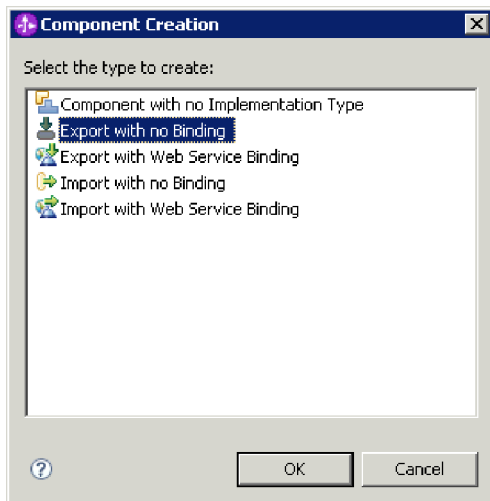 Component Creation
Select the type to create:
Component with no Implementation Type
Export with no Binding
Export with Web Service Binding
Import with no Binding
Import with Web Service Binding
?
OK
Cancel